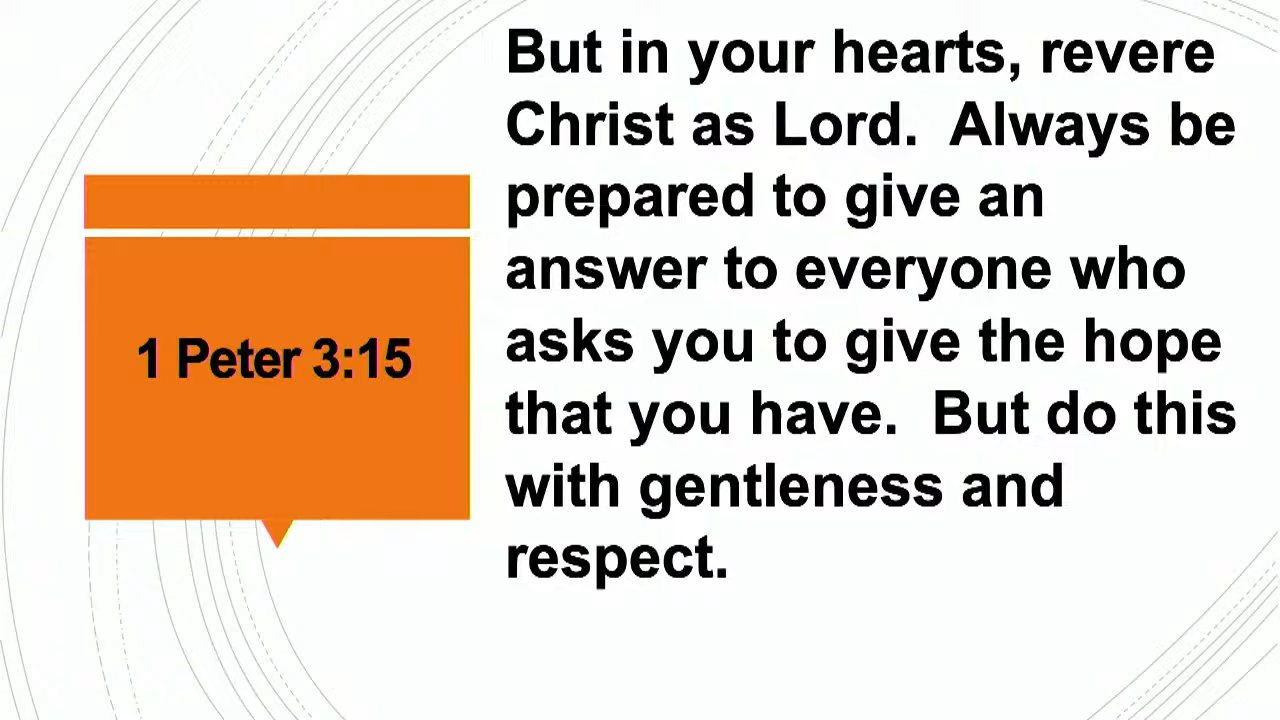 1 Peter 3:15
But in your hearts, revere
Christ as Lord.  Always be
prepared to give an
answer to everyone who
asks you to give the hope
that you have.  But do this
with gentleness and
respect.